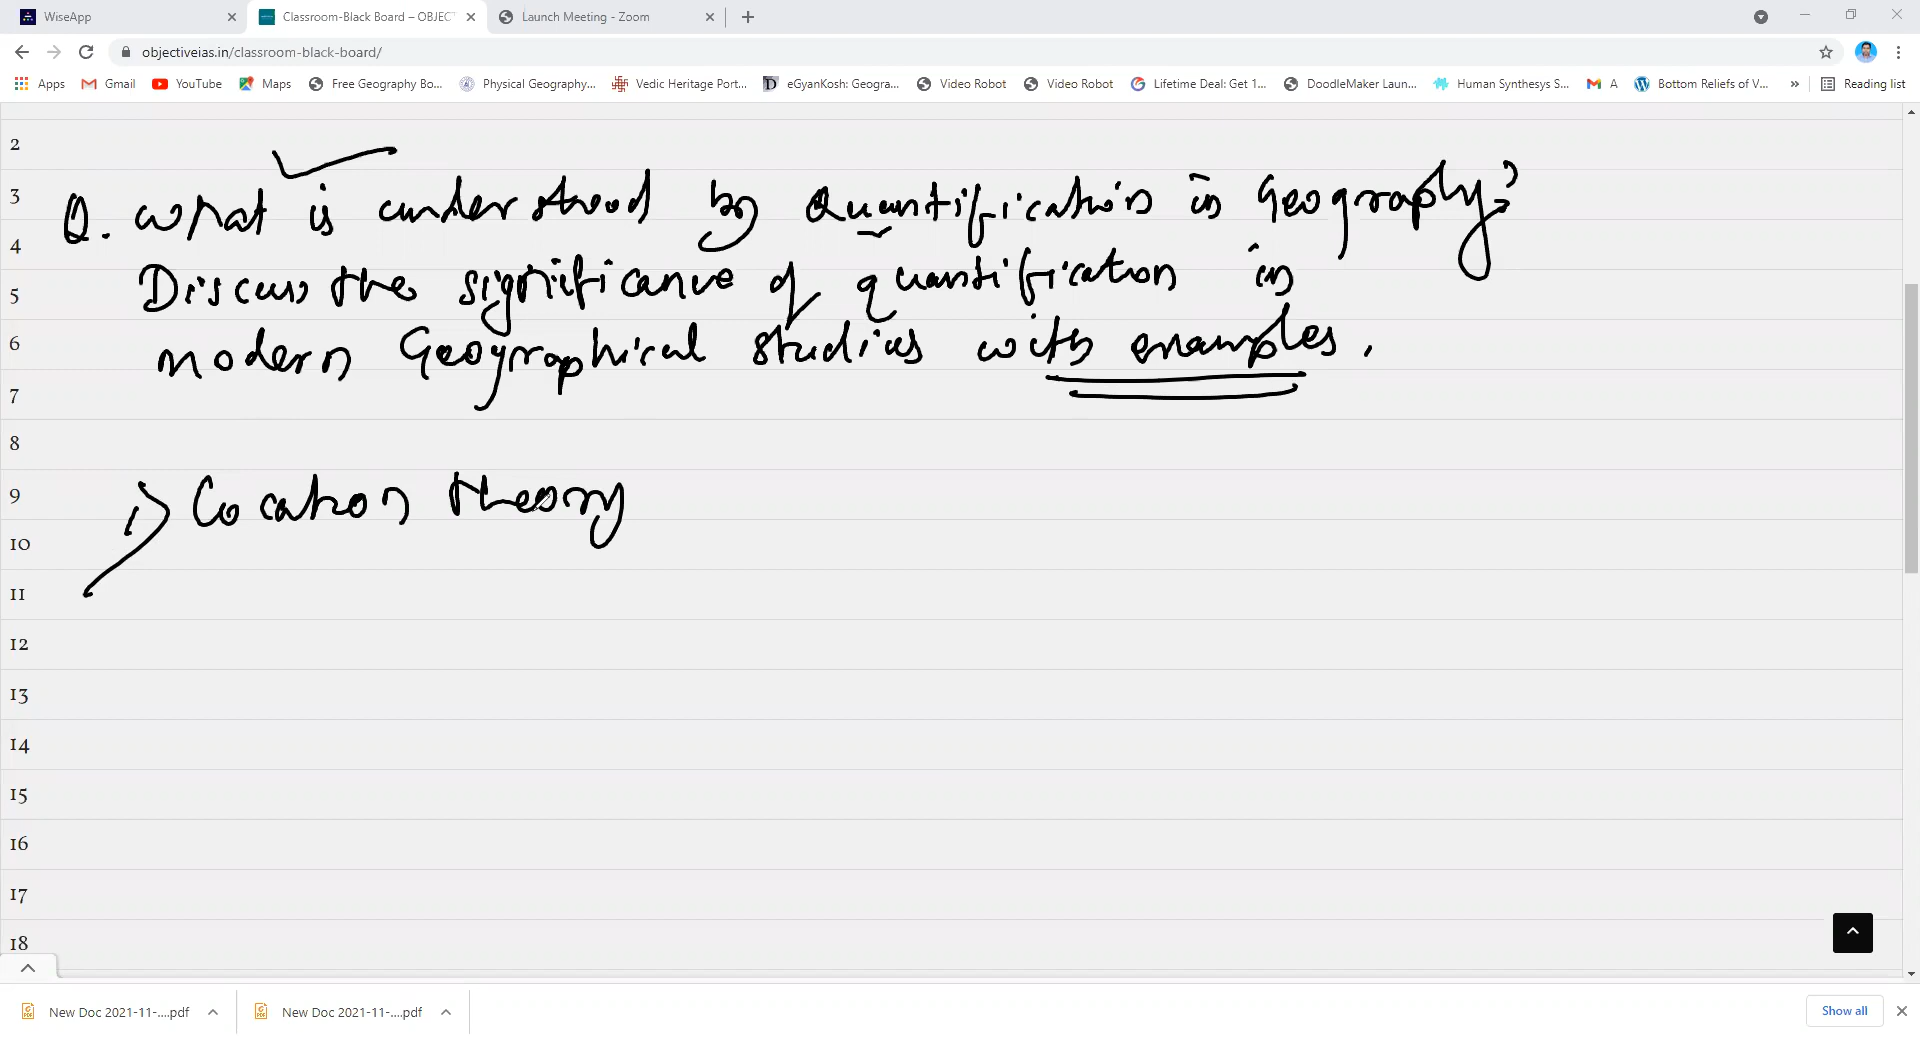 WiseApp
Classroom-Black Board – OBJEC
Launch Meeting - Zoom
objectiveias.in/classroom-black-board/
Apps Gmail YouTube Maps Free Geography Bo... Physical Geography... Vedic Heritage Port... eGyanKosh: Geogra... Video Robot Video Robot Lifetime Deal: Get 1... DoodleMaker Laun... Human Synthesys S... A Bottom Reliefs of V... » Reading list
2
3 Q. What is understood by Quantification in Geography?
4
5 Discuss the significance of quantification in
6 modern Geographical studies with examples.
7
8
9 1) Location theory
10
11
12
13
14
15
16
17
18
New Doc 2021-11-....pdf
New Doc 2021-11-....pdf
Show all